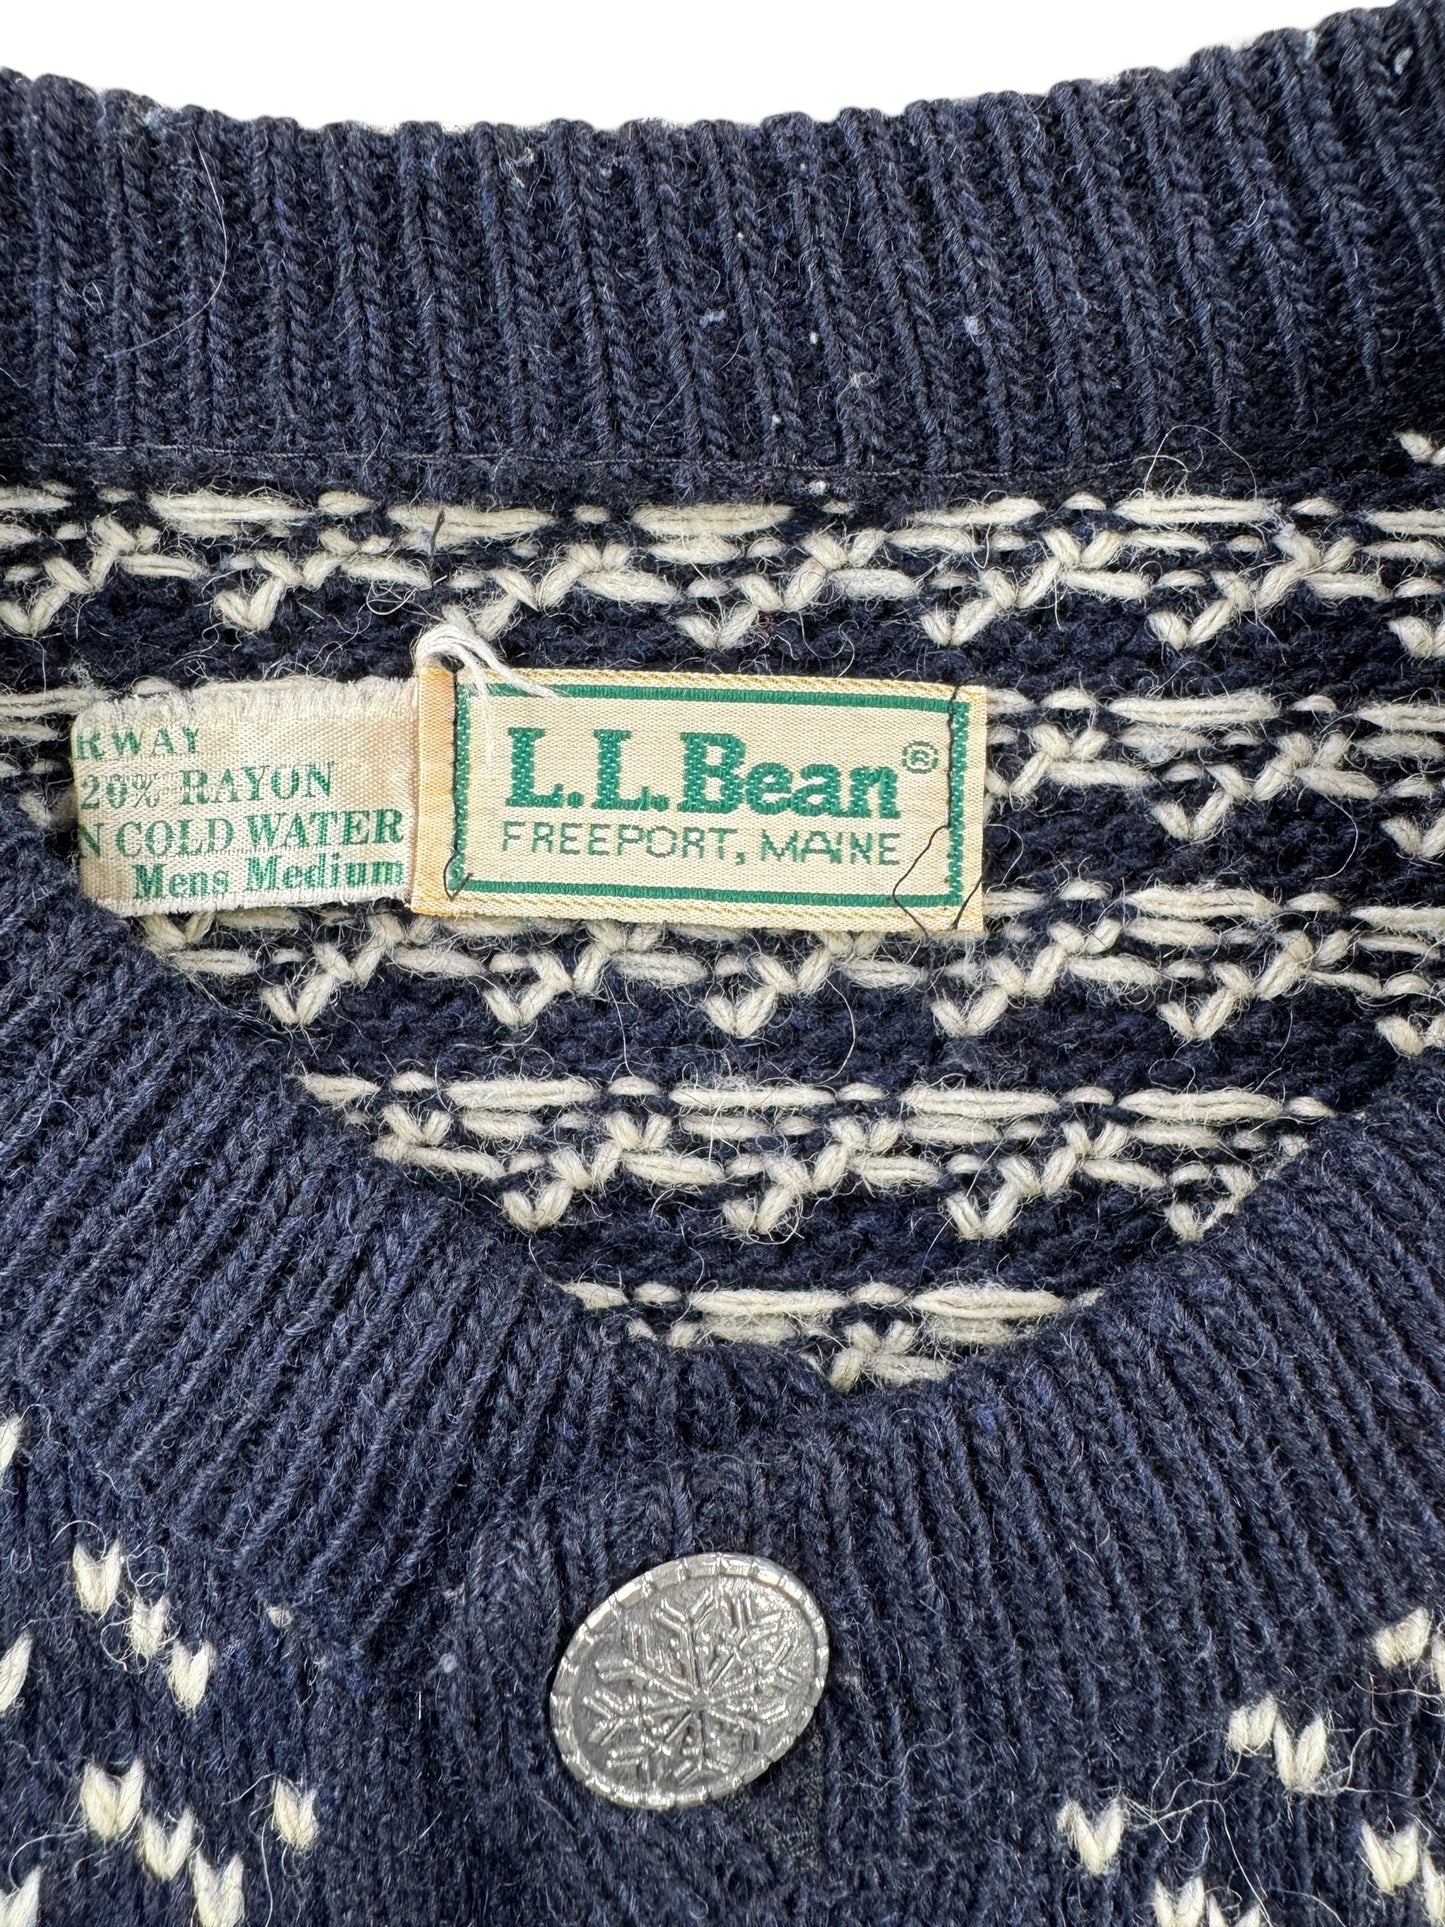 RWAY
20% RAYON
N COLD WATER
Mens Medium
L.L.Bean®
FREEPORT, MAINE